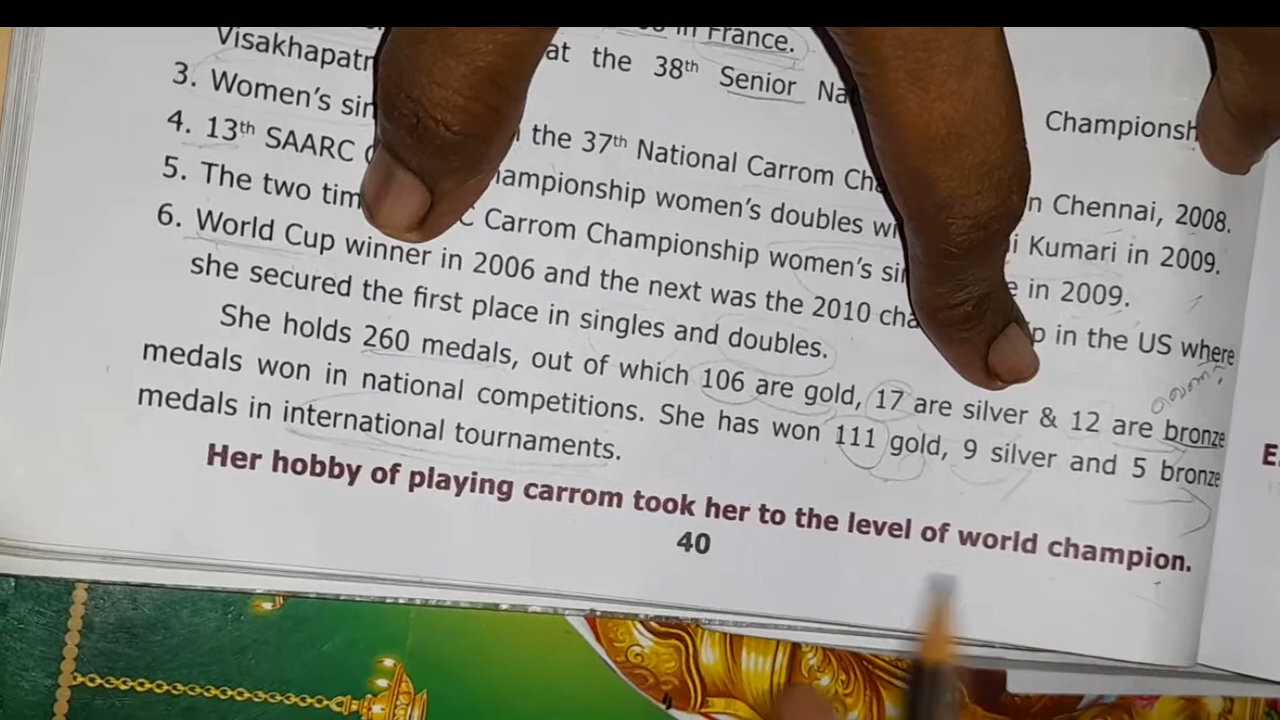 in France.
Visakhapatn at the 38th Senior Na Championsh
3. Women's sin the 37th National Carrom Cha n Chennai, 2008.
4. 13th SAARC ampionship women's doubles wi i Kumari in 2009.
5. The two tim C Carrom Championship women's sin e in 2009.
6. World Cup winner in 2006 and the next was the 2010 cha p in the US where
she secured the first place in singles and doubles.
She holds 260 medals, out of which 106 are gold, 17 are silver & 12 are bronze
medals won in national competitions. She has won 111 gold, 9 silver and 5 bronze
medals in international tournaments.
Her hobby of playing carrom took her to the level of world champion.
40